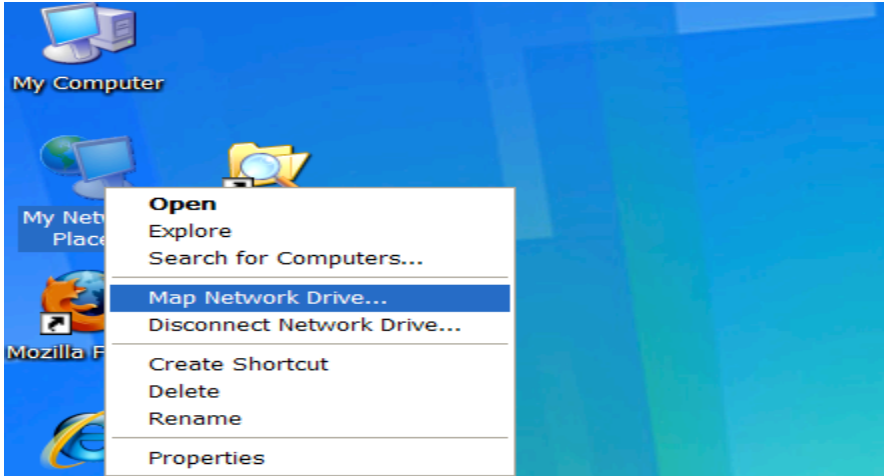 My Computer
My Net
Place
Open
Explore
Search for Computers...
Map Network Drive...
Disconnect Network Drive...
Mozilla F
Create Shortcut
Delete
Rename
Properties